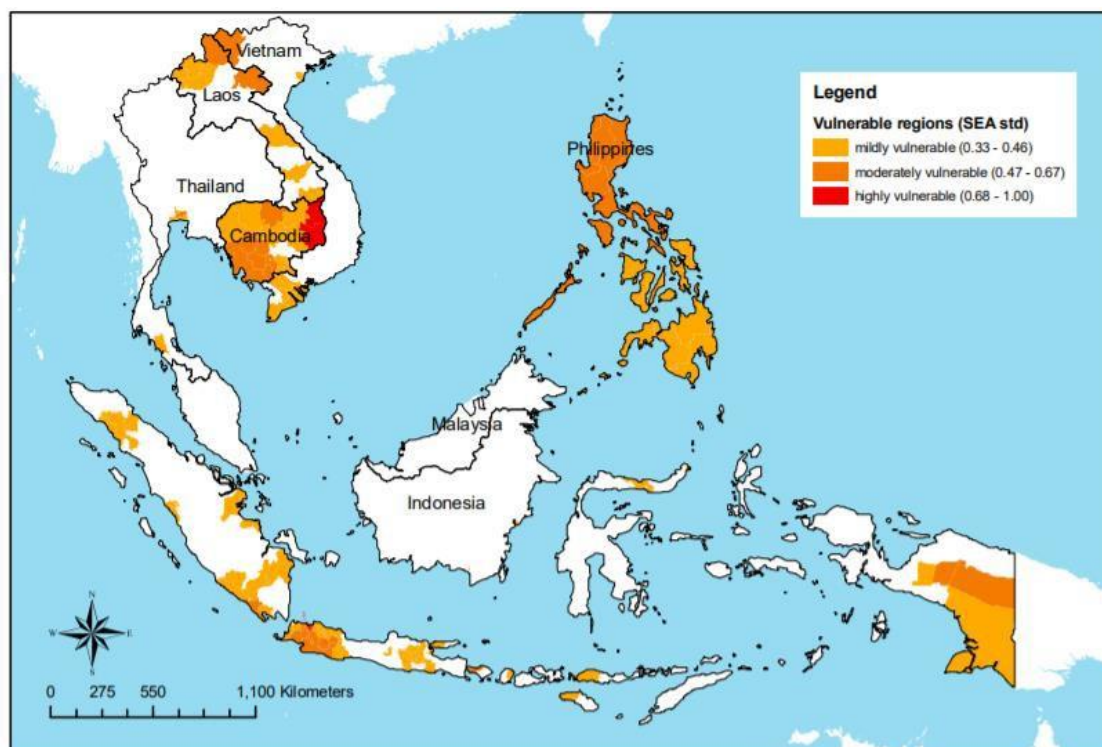 Vietnam
Laos
Thailand
Cambodia
Philippines
Malaysia
Indonesia
Legend
Vulnerable regions (SEA std)
mildly vulnerable (0.33 - 0.46)
moderately vulnerable (0.47 - 0.67)
highly vulnerable (0.68 - 1.00)
N
W E
S
0 275 550 1,100 Kilometers